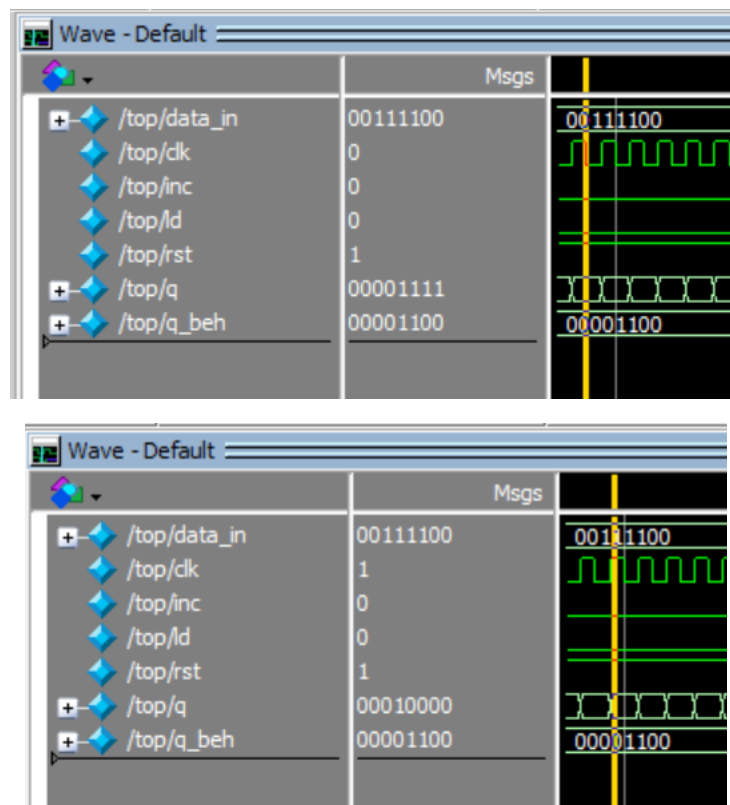 Wave - Default
Msgs
/top/data_in 00111100 00111100
/top/clk 0
/top/inc 0
/top/ld 0
/top/rst 1
/top/q 00001111
/top/q_beh 00001100 00001100
Wave - Default
Msgs
/top/data_in 00111100 00111100
/top/clk 1
/top/inc 0
/top/ld 0
/top/rst 1
/top/q 00010000
/top/q_beh 00001100 00001100